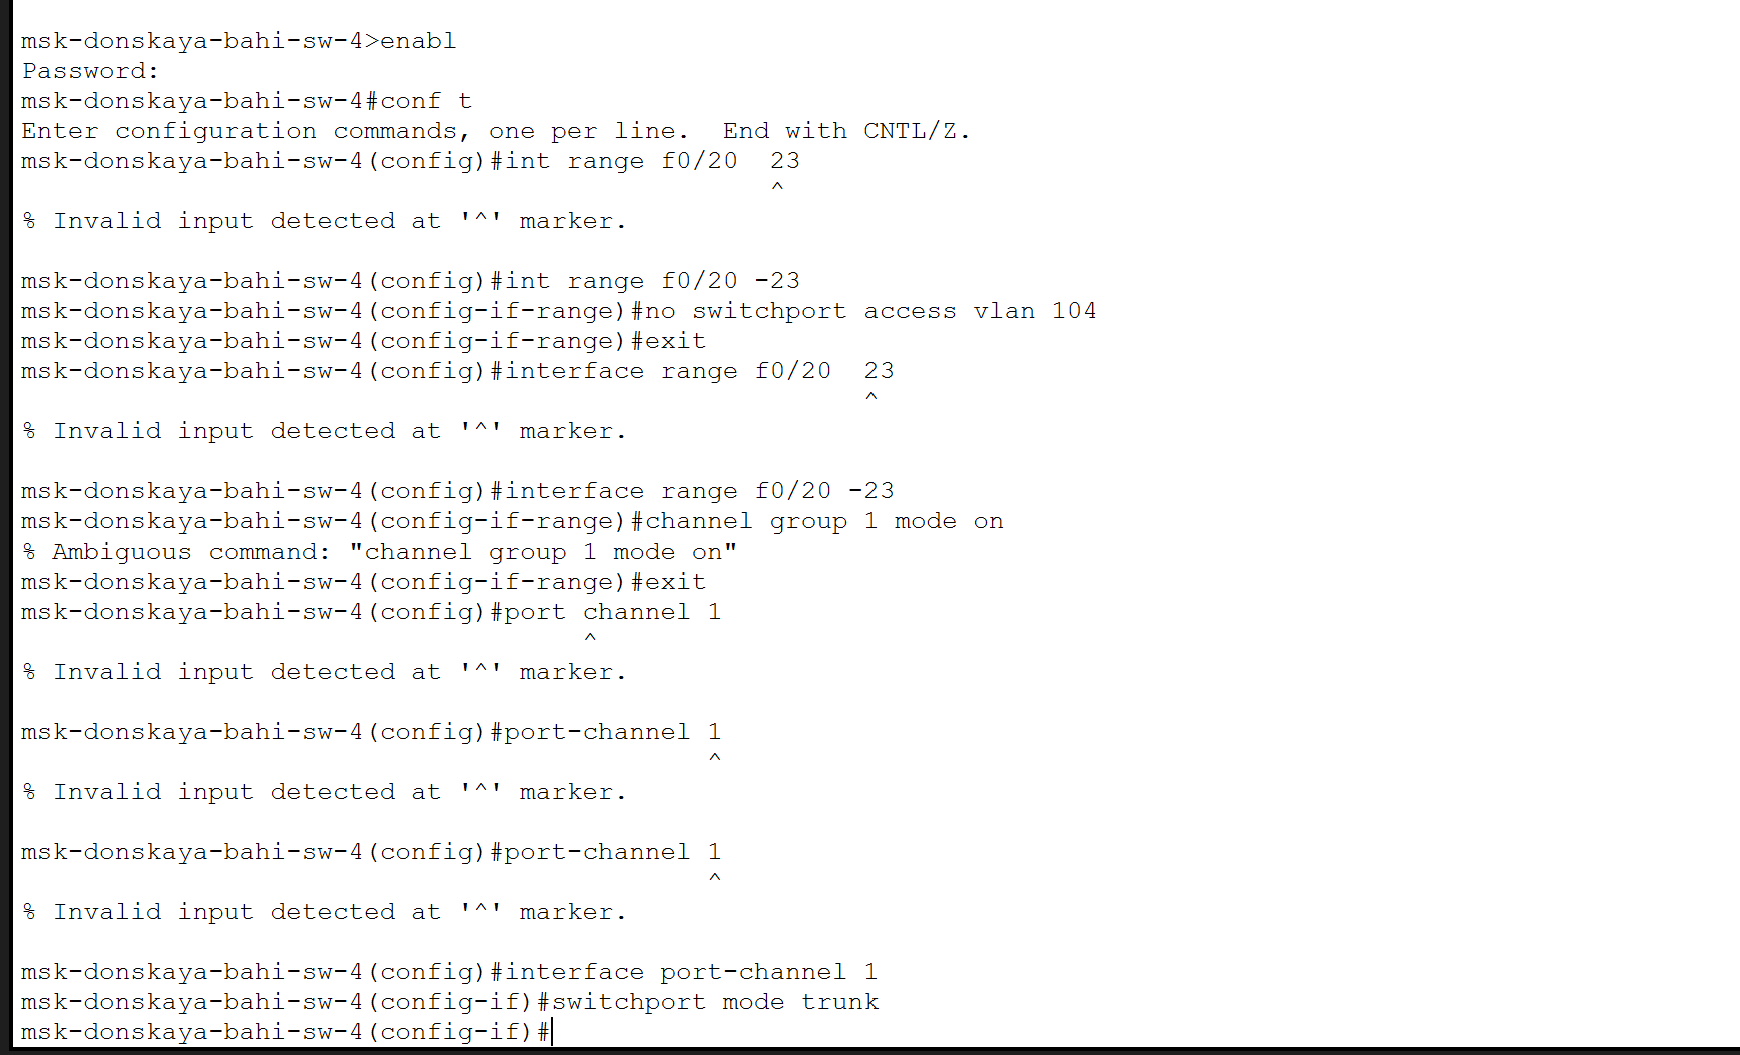 msk-donskaya-bahi-sw-4>enabl
Password:
msk-donskaya-bahi-sw-4#conf t
Enter configuration commands, one per line.  End with CNTL/Z.
msk-donskaya-bahi-sw-4(config)#int range f0/20  23
^
% Invalid input detected at '^' marker.
msk-donskaya-bahi-sw-4(config)#int range f0/20 -23
msk-donskaya-bahi-sw-4(config-if-range)#no switchport access vlan 104
msk-donskaya-bahi-sw-4(config-if-range)#exit
msk-donskaya-bahi-sw-4(config)#interface range f0/20  23
^
% Invalid input detected at '^' marker.
msk-donskaya-bahi-sw-4(config)#interface range f0/20 -23
msk-donskaya-bahi-sw-4(config-if-range)#channel group 1 mode on
% Ambiguous command: "channel group 1 mode on"
msk-donskaya-bahi-sw-4(config-if-range)#exit
msk-donskaya-bahi-sw-4(config)#port channel 1
^
% Invalid input detected at '^' marker.
msk-donskaya-bahi-sw-4(config)#port-channel 1
^
% Invalid input detected at '^' marker.
msk-donskaya-bahi-sw-4(config)#port-channel 1
^
% Invalid input detected at '^' marker.
msk-donskaya-bahi-sw-4(config)#interface port-channel 1
msk-donskaya-bahi-sw-4(config-if)#switchport mode trunk
msk-donskaya-bahi-sw-4(config-if)#